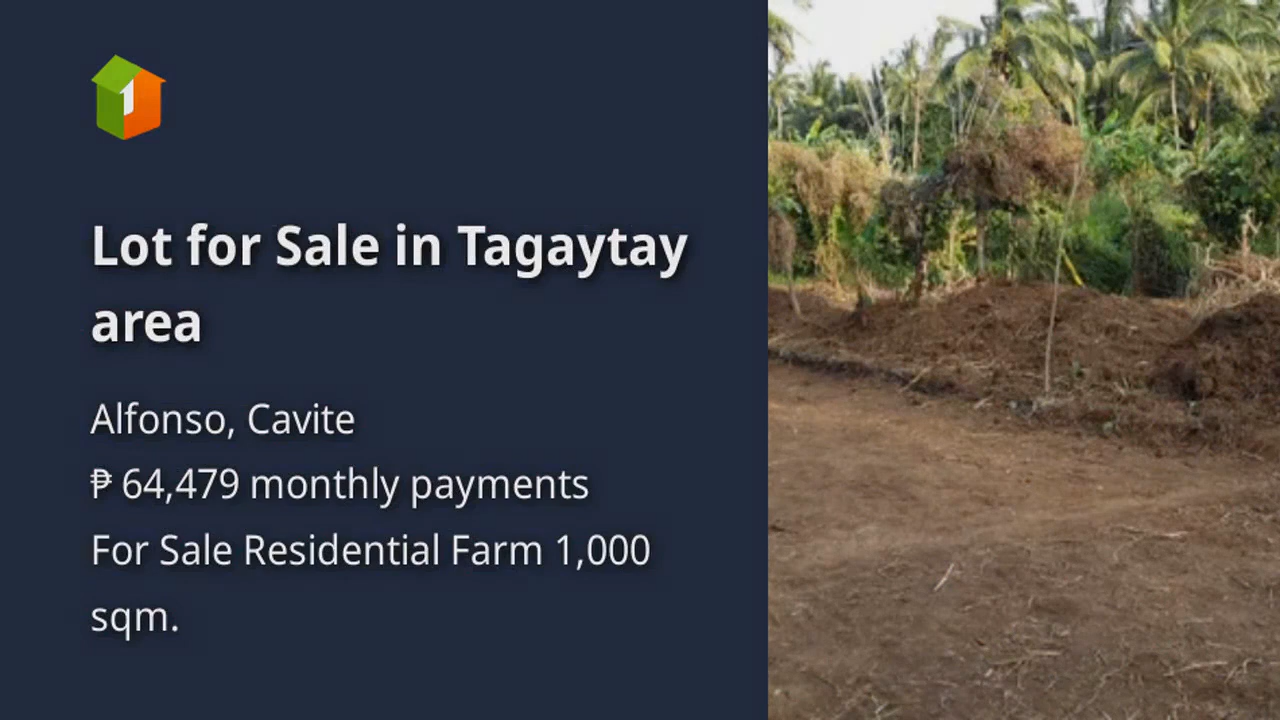 Lot for Sale in Tagaytay
area
Alfonso, Cavite
₱ 64,479 monthly payments
For Sale Residential Farm 1,000
sqm.